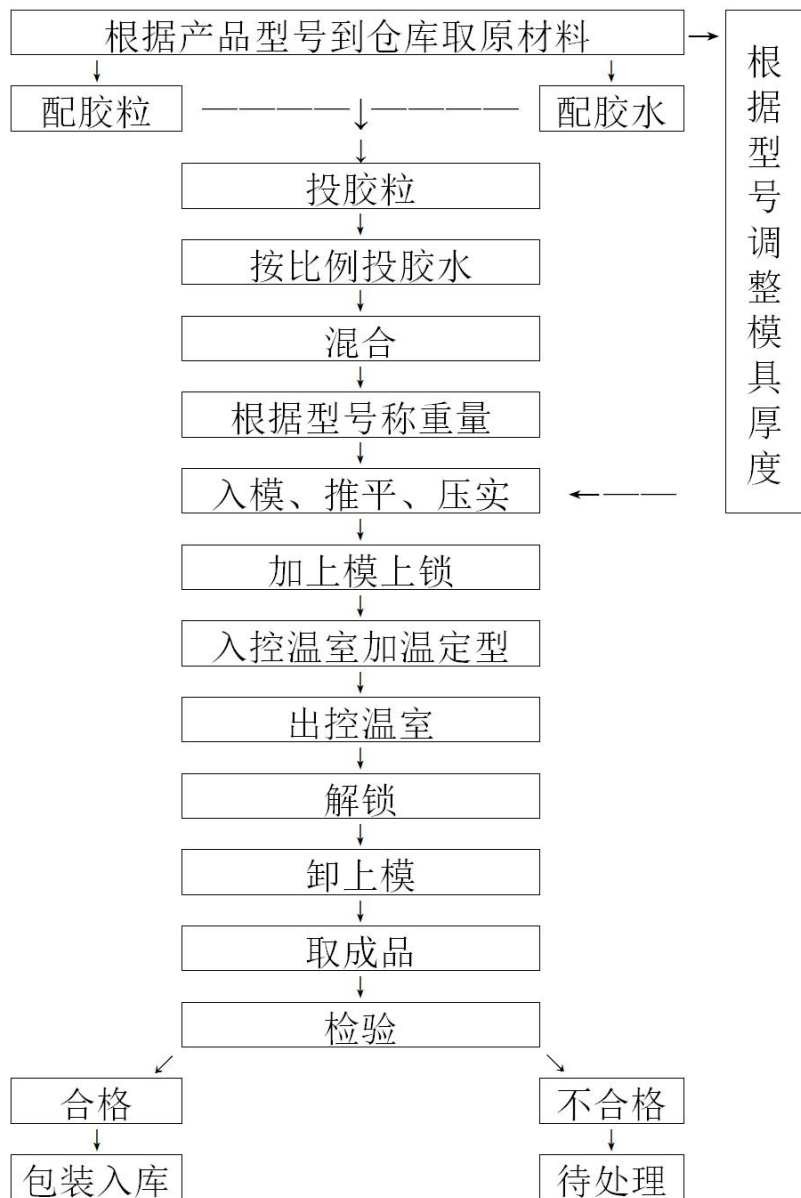 根据产品型号到仓库取原材料
根据型号调整模具厚度
配胶粒
配胶水
投胶粒
按比例投胶水
混合
根据型号称重量
入模、推平、压实
加上模上锁
入控温室加温定型
出控温室
解锁
卸上模
取成品
检验
合格
不合格
包装入库
待处理